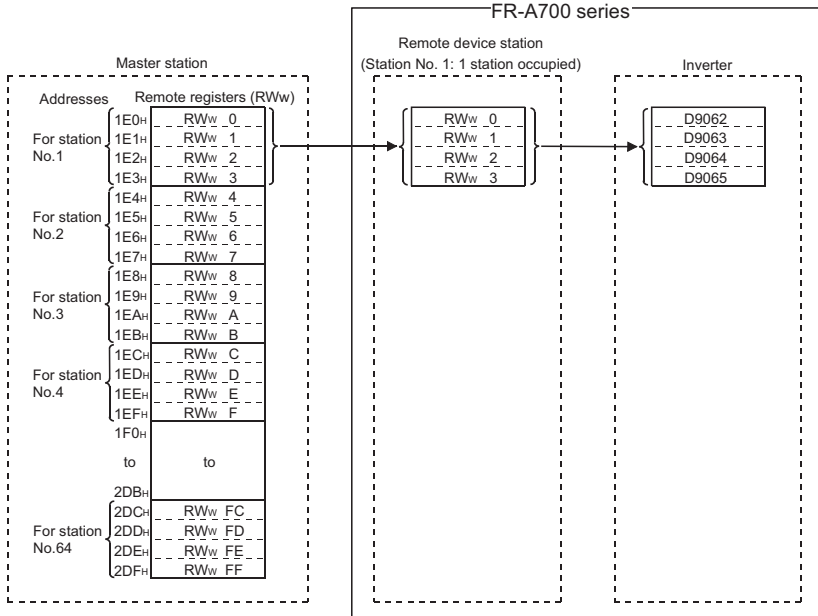 FR-A700 series
Master station
Remote device station
(Station No. 1: 1 station occupied)
Inverter
Addresses Remote registers (RWw)
For station No.1
1E0H RWw 0
1E1H RWw 1
1E2H RWw 2
1E3H RWw 3
For station No.2
1E4H RWw 4
1E5H RWw 5
1E6H RWw 6
1E7H RWw 7
For station No.3
1E8H RWw 8
1E9H RWw 9
1EAH RWw A
1EBH RWw B
For station No.4
1ECH RWw C
1EDH RWw D
1EEH RWw E
1EFH RWw F
1F0H
to to
2DBH
For station No.64
2DCH RWw FC
2DDH RWw FD
2DEH RWw FE
2DFH RWw FF
RWw 0
RWw 1
RWw 2
RWw 3
D9062
D9063
D9064
D9065